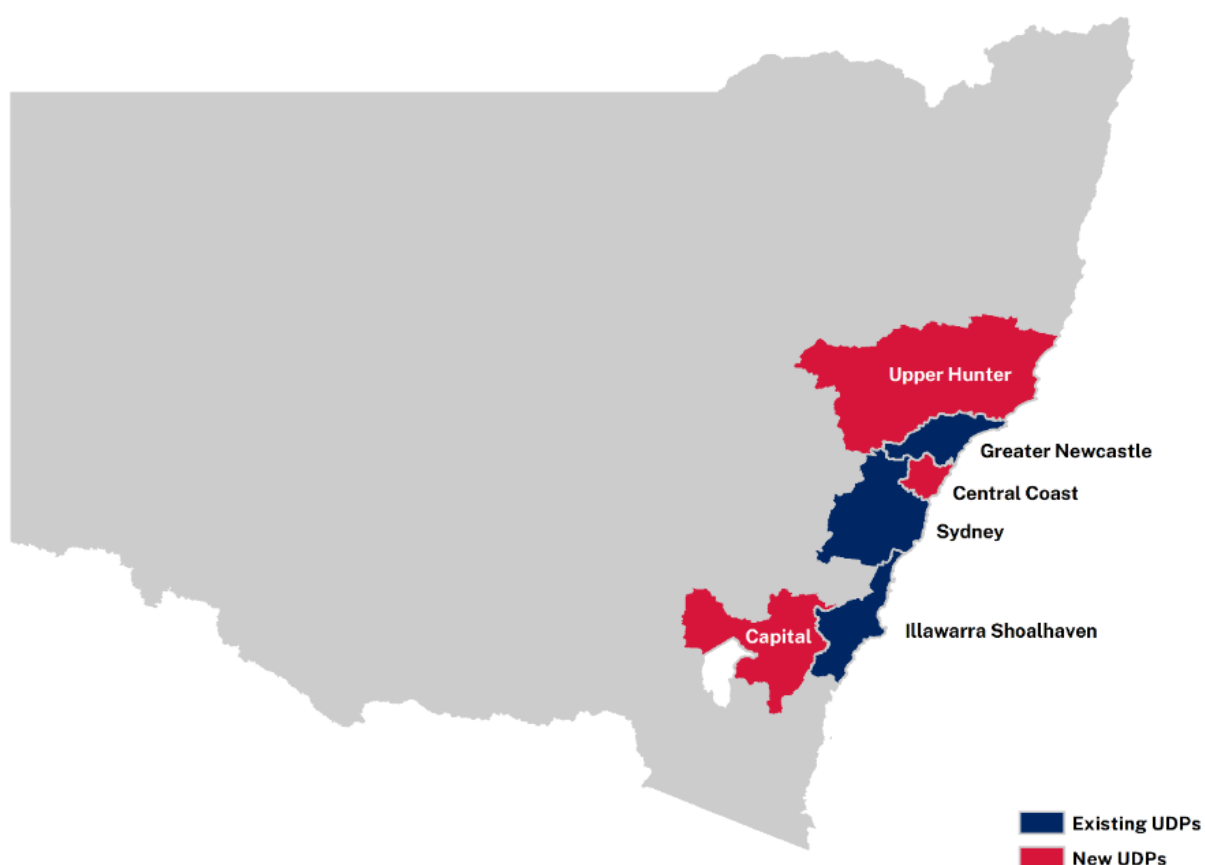 Upper Hunter
Greater Newcastle
Central Coast
Sydney
Illawarra Shoalhaven
Capital
Existing UDPs
New UDPs